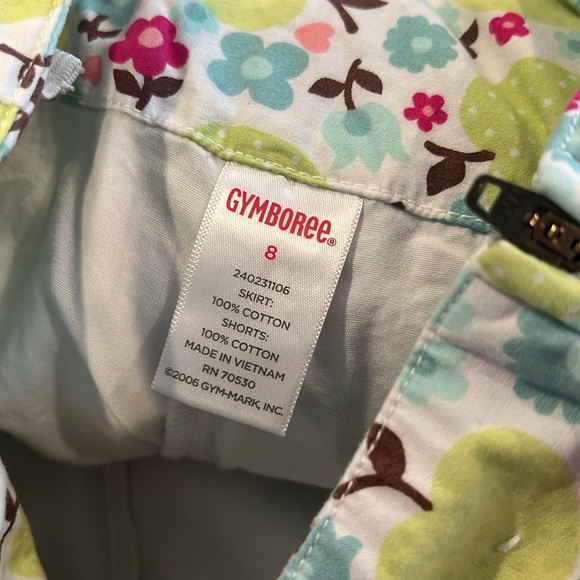 GYMBOREE®
8
240231106
SKIRT:
100% COTTON
SHORTS:
100% COTTON
MADE IN VIETNAM
RN 70530
©2006 GYM-MARK, INC.